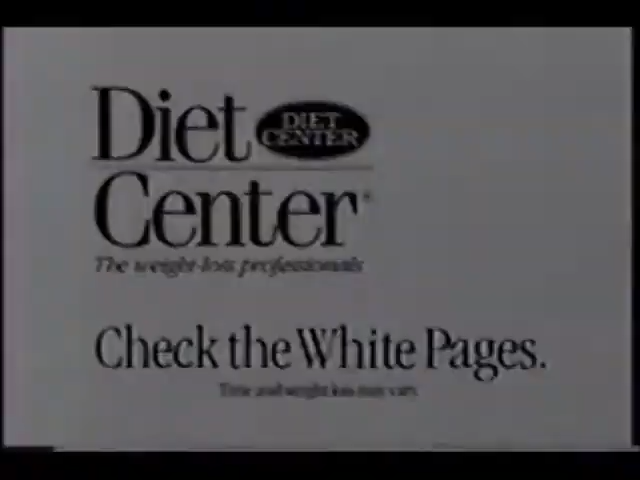 Diet
DIET
CENTER
Center®
The weight-loss professionals
Check the White Pages.
Time and weight loss may vary.